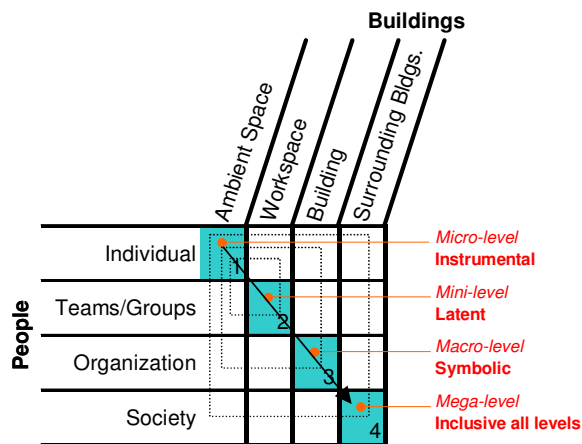 Buildings
Ambient Space
Workspace
Building
Surrouning Bldgs.
People
Individual
1
Micro-level
Instrumental
Teams/Groups
2
Mini-level
Latent
Organization
3
Macro-level
Symbolic
Society
4
Mega-level
Inclusive all levels